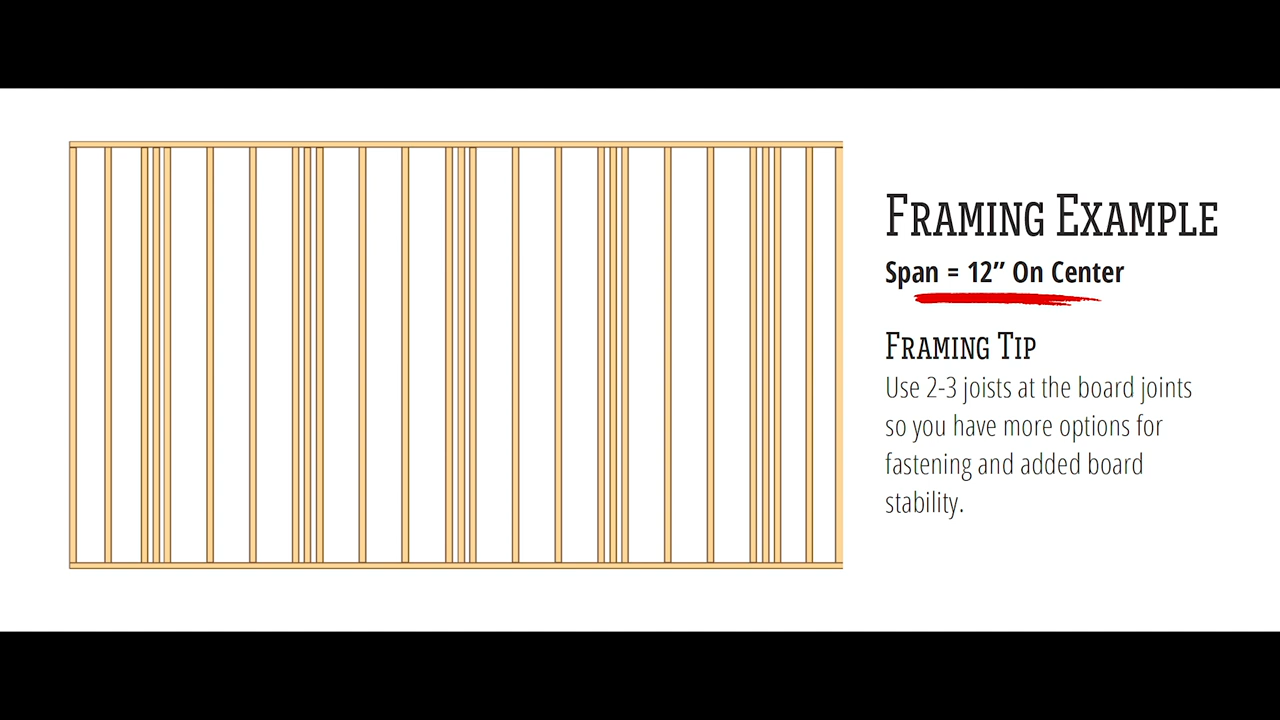 Framing Example
Span = 12” On Center
Framing Tip
Use 2-3 joists at the board joints
so you have more options for
fastening and added board
stability.